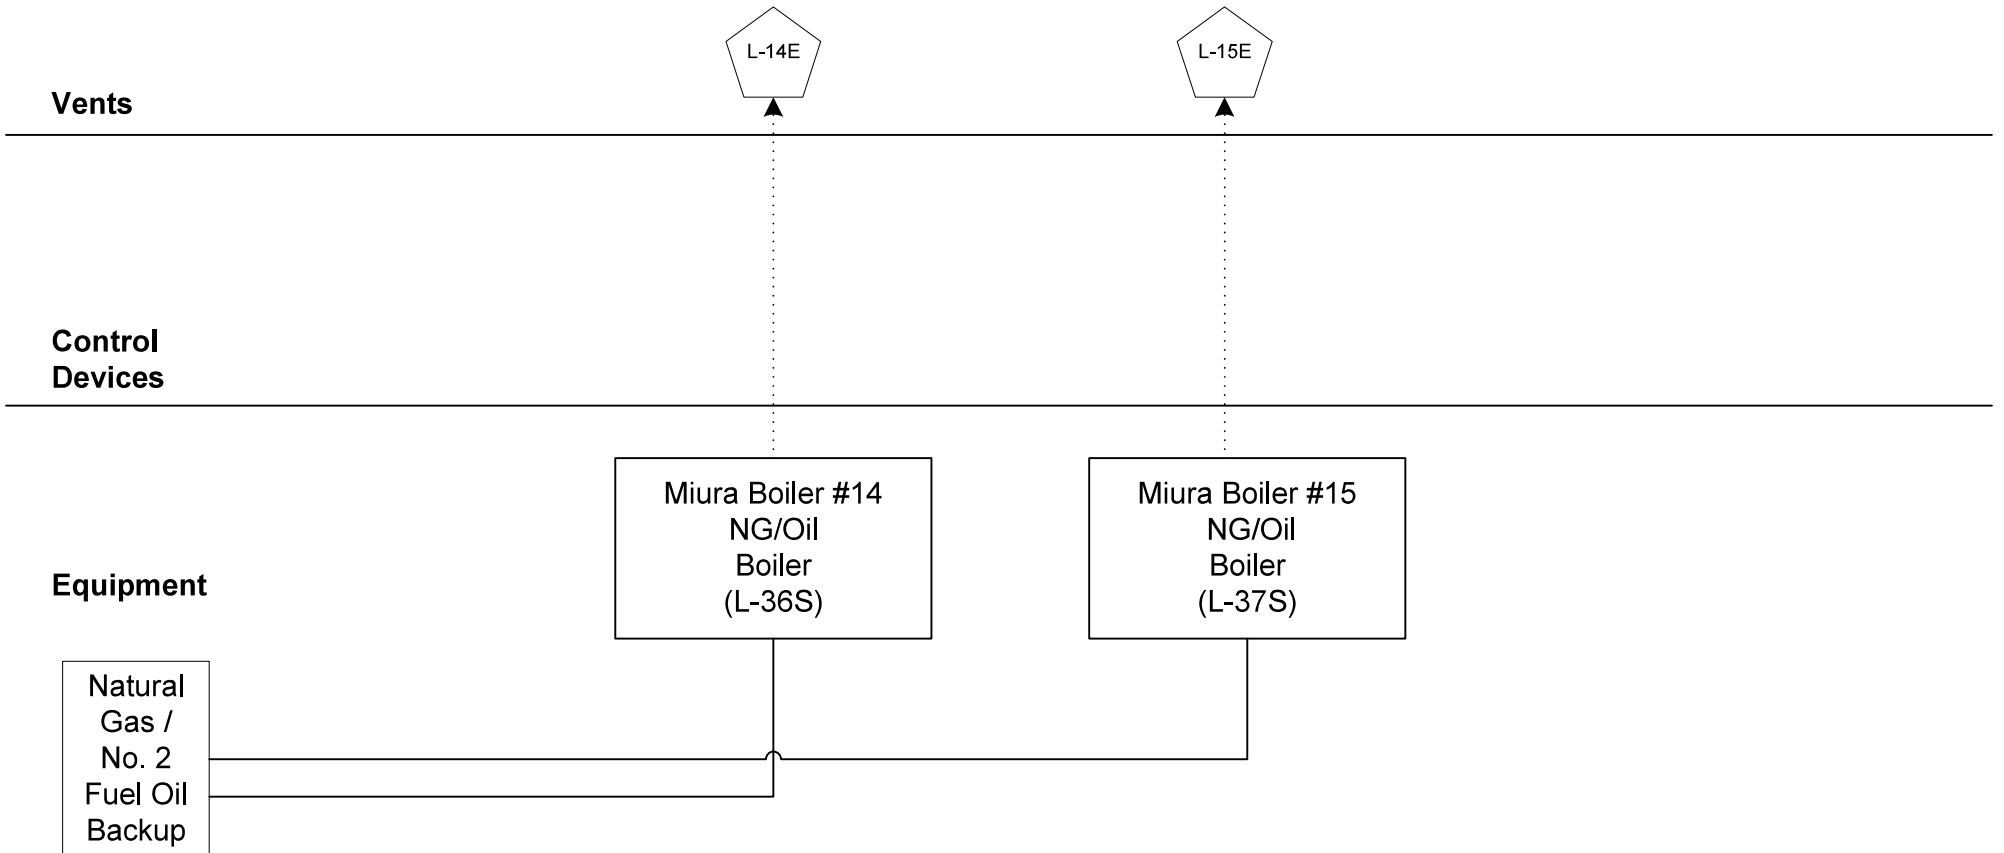 L-14E
L-15E
Vents
Control
Devices
Miura Boiler #14
NG/Oil
Boiler
(L-36S)
Miura Boiler #15
NG/Oil
Boiler
(L-37S)
Equipment
Natural
Gas /
No. 2
Fuel Oil
Backup